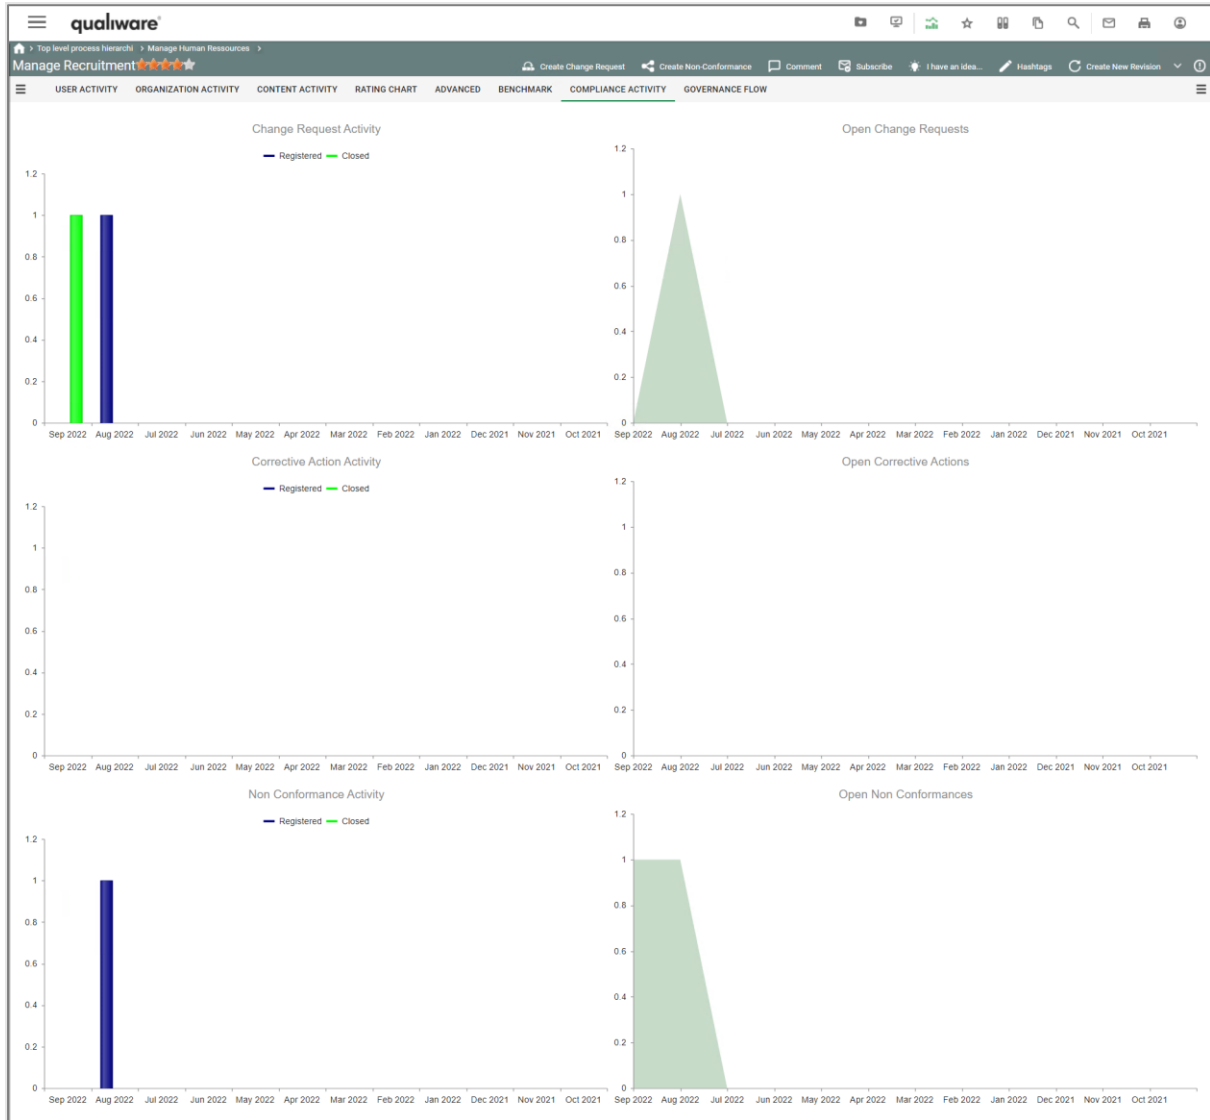 qualiware
Top level process hierarchi > Manage Human Ressources >
Manage Recruitment
Create Change Request Create Non-Conformance Comment Subscribe I have an idea... Hashtags Create New Revision
USER ACTIVITY ORGANIZATION ACTIVITY CONTENT ACTIVITY RATING CHART ADVANCED BENCHMARK COMPLIANCE ACTIVITY GOVERNANCE FLOW
Change Request Activity
Registered Closed
1.2
1
0.8
0.6
0.4
0.2
0
Sep 2022 Aug 2022 Jul 2022 Jun 2022 May 2022 Apr 2022 Mar 2022 Feb 2022 Jan 2022 Dec 2021 Nov 2021 Oct 2021
Open Change Requests
1.2
1
0.8
0.6
0.4
0.2
0
Sep 2022 Aug 2022 Jul 2022 Jun 2022 May 2022 Apr 2022 Mar 2022 Feb 2022 Jan 2022 Dec 2021 Nov 2021 Oct 2021
Corrective Action Activity
Registered Closed
1.2
1
0.8
0.6
0.4
0.2
0
Sep 2022 Aug 2022 Jul 2022 Jun 2022 May 2022 Apr 2022 Mar 2022 Feb 2022 Jan 2022 Dec 2021 Nov 2021 Oct 2021
Open Corrective Actions
1.2
1
0.8
0.6
0.4
0.2
0
Sep 2022 Aug 2022 Jul 2022 Jun 2022 May 2022 Apr 2022 Mar 2022 Feb 2022 Jan 2022 Dec 2021 Nov 2021 Oct 2021
Non Conformance Activity
Registered Closed
1.2
1
0.8
0.6
0.4
0.2
0
Sep 2022 Aug 2022 Jul 2022 Jun 2022 May 2022 Apr 2022 Mar 2022 Feb 2022 Jan 2022 Dec 2021 Nov 2021 Oct 2021
Open Non Conformances
1.2
1
0.8
0.6
0.4
0.2
0
Sep 2022 Aug 2022 Jul 2022 Jun 2022 May 2022 Apr 2022 Mar 2022 Feb 2022 Jan 2022 Dec 2021 Nov 2021 Oct 2021